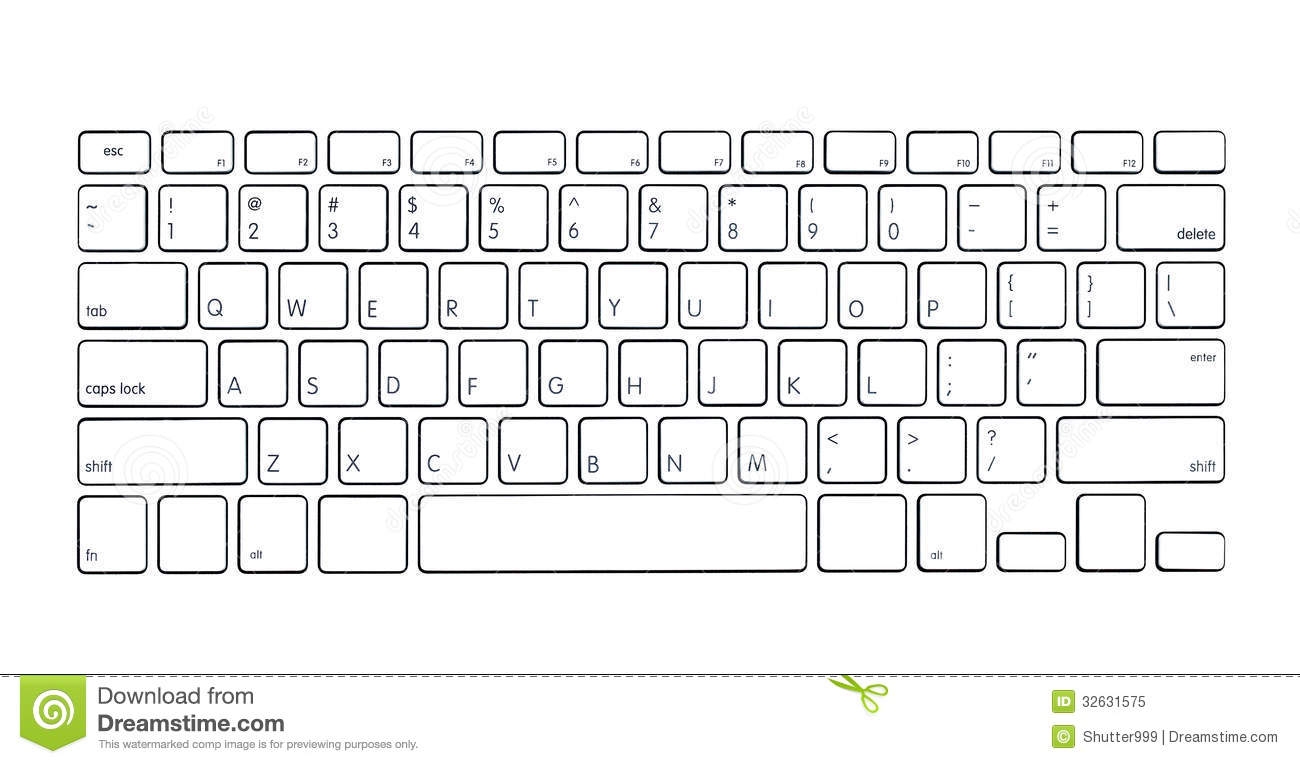 esc F1 F2 F3 F4 F5 F6 F7 F8 F9 F10 F11 F12
~ ! @ # $ % ^ & * ( ) — +
` 1 2 3 4 5 6 7 8 9 0 - = delete
{ } |
tab Q W E R T Y U I O P [ ] \
: " enter
caps lock A S D F G H J K L ; '
< > ?
shift Z X C V B N M , . / shift
fn alt alt
Download from
Dreamstime.com
This watermarked comp image is for previewing purposes only.
ID 32631575
© Shutter999 | Dreamstime.com